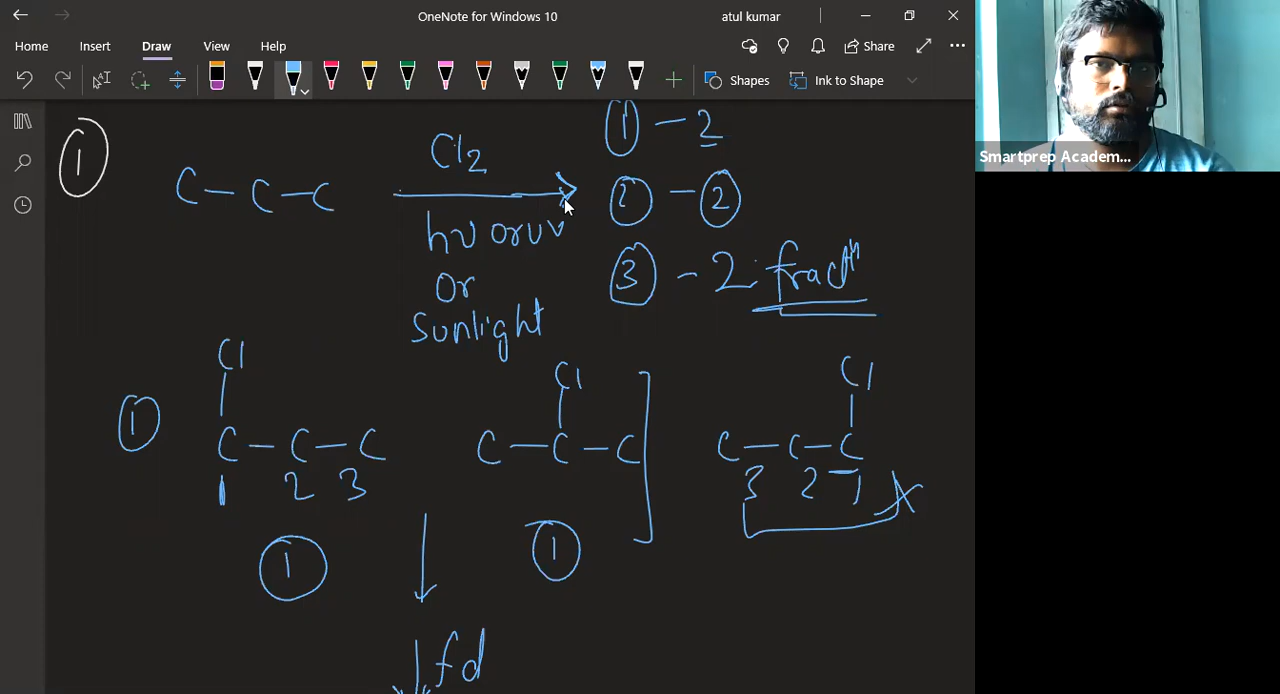 OneNote for Windows 10
atul kumar
Home Insert Draw View Help
Share
Shapes
Ink to Shape
1
C - C - C
Cl2
hν or uv
or
Sunlight
1 - 2
2 - 2
3 - 2 : fractn
1
Cl
C - C - C
1 2 3
1
Cl
C - C - C
1
Cl
C - C - C
3 2 1 X
fd
Smartprep Academ...